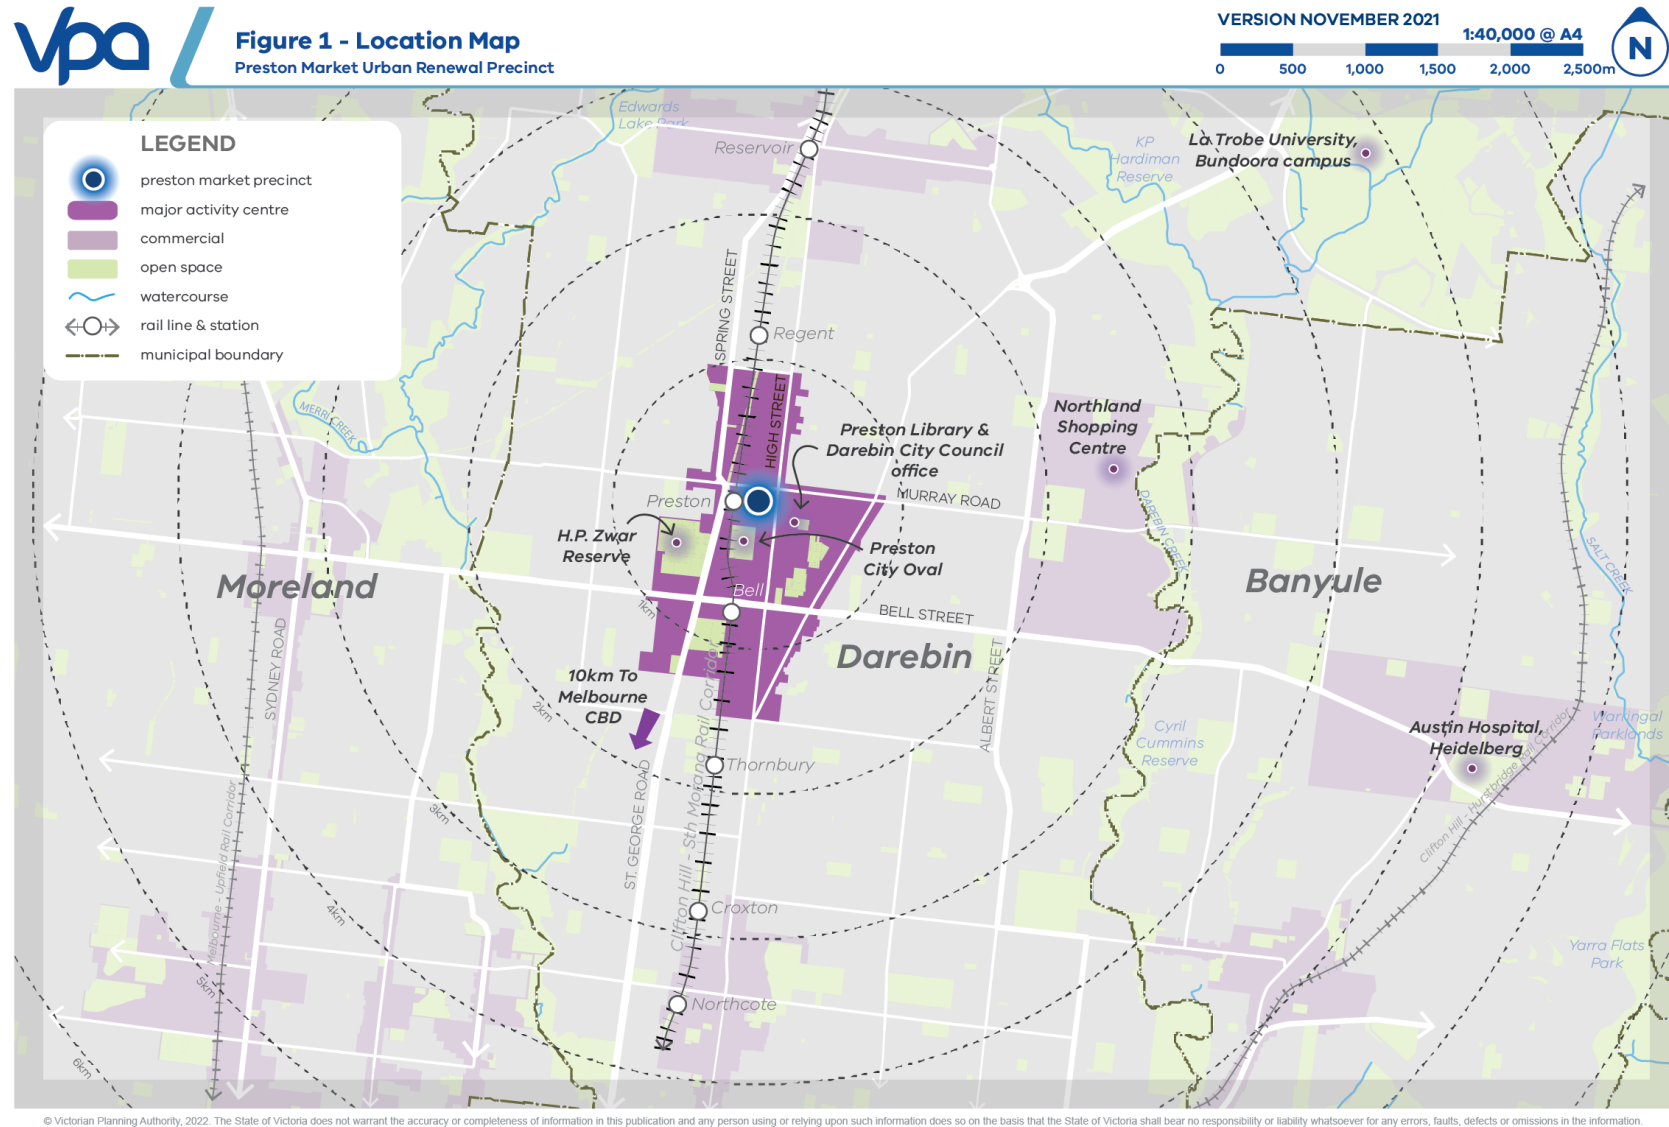 vpa
Figure 1 - Location Map
Preston Market Urban Renewal Precinct
VERSION NOVEMBER 2021
1:40,000 @ A4
0 500 1,000 1,500 2,000 2,500m
N
LEGEND
preston market precinct
major activity centre
commercial
open space
watercourse
rail line & station
municipal boundary
Edwards
Lake Park
Reservoir
KP
Hardiman
Reserve
La Trobe University,
Bundoora campus
SPRING STREET
Regent
HIGH STREET
MERRI CREEK
Northland
Shopping
Centre
Preston Library &
Darebin City Council
office
Preston
MURRAY ROAD
H.P. Zwar
Reserve
Preston
City Oval
DAREBIN CREEK
SALT CREEK
Moreland
Banyule
Bell
1km
BELL STREET
Darebin
SYDNEY ROAD
ALBERT STREET
10km To
Melbourne
CBD
2km
Cyril
Cummins
Reserve
Warringal
Parklands
Austin Hospital,
Heidelberg
Thornbury
ST. GEORGE ROAD
Clifton Hill - Sth Morang Rail Corridor
Clifton Hill - Hurstbridge Rail Corridor
Melbourne - Upfield Rail Corridor
3km
Croxton
4km
Yarra Flats
Park
5km
Northcote
6km
© Victorian Planning Authority, 2022. The State of Victoria does not warrant the accuracy or completeness of information in this publication and any person using or relying upon such information does so on the basis that the State of Victoria shall bear no responsibility or liability whatsoever for any errors, faults, defects or omissions in the information.